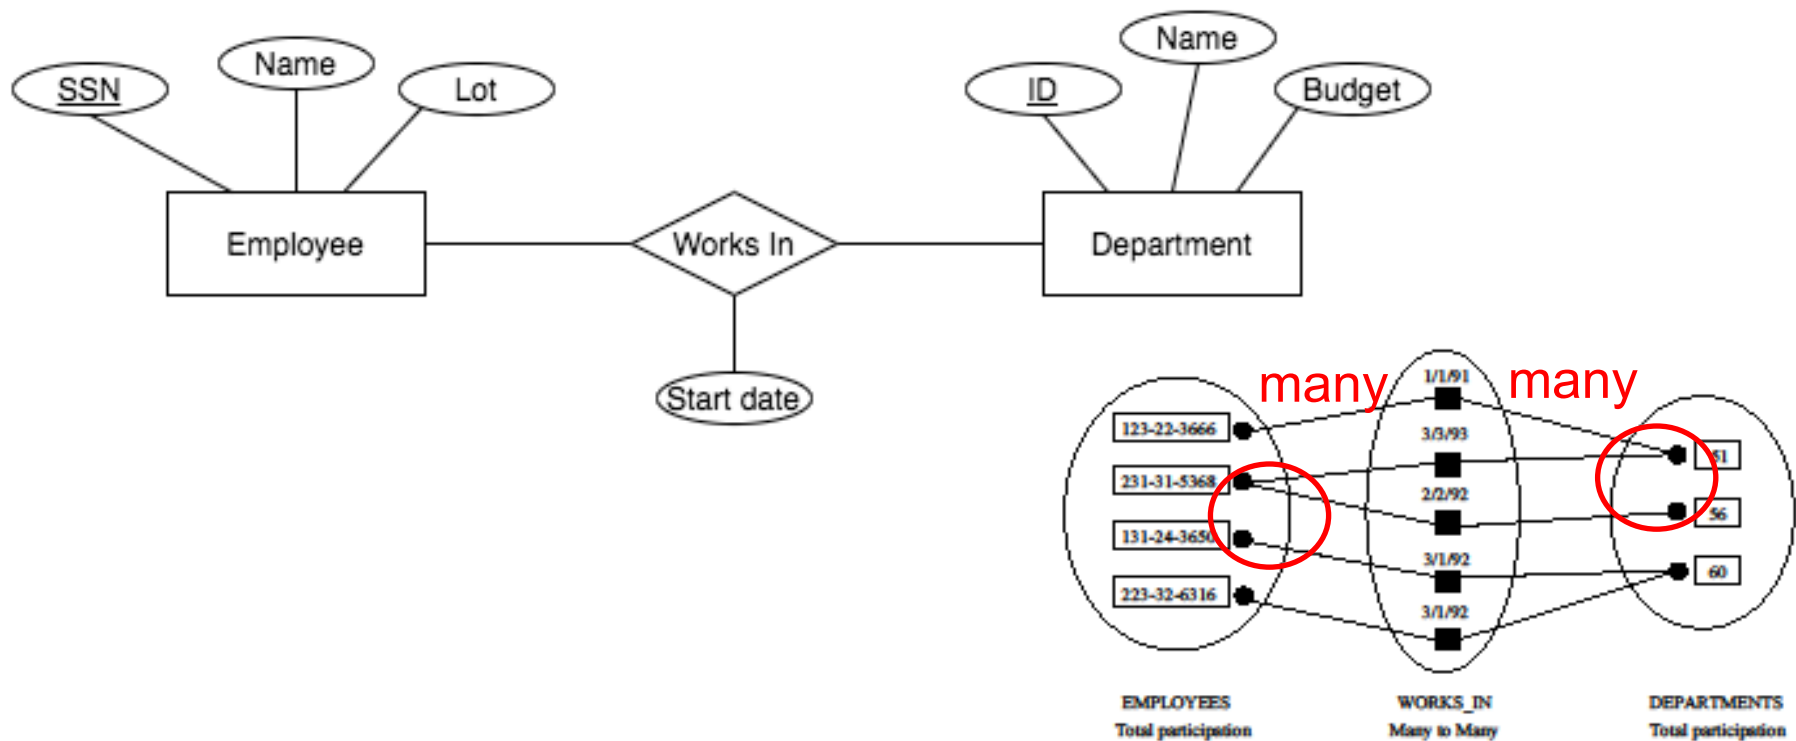 SSN
Name
Lot
ID
Name
Budget
Employee
Works In
Department
Start date
many
many
1/1/91
123-22-3666
3/3/93
51
231-31-5368
2/2/92
56
131-24-3650
3/1/92
60
223-32-6316
3/1/92
EMPLOYEES
Total participation
WORKS_IN
Many to Many
DEPARTMENTS
Total participation